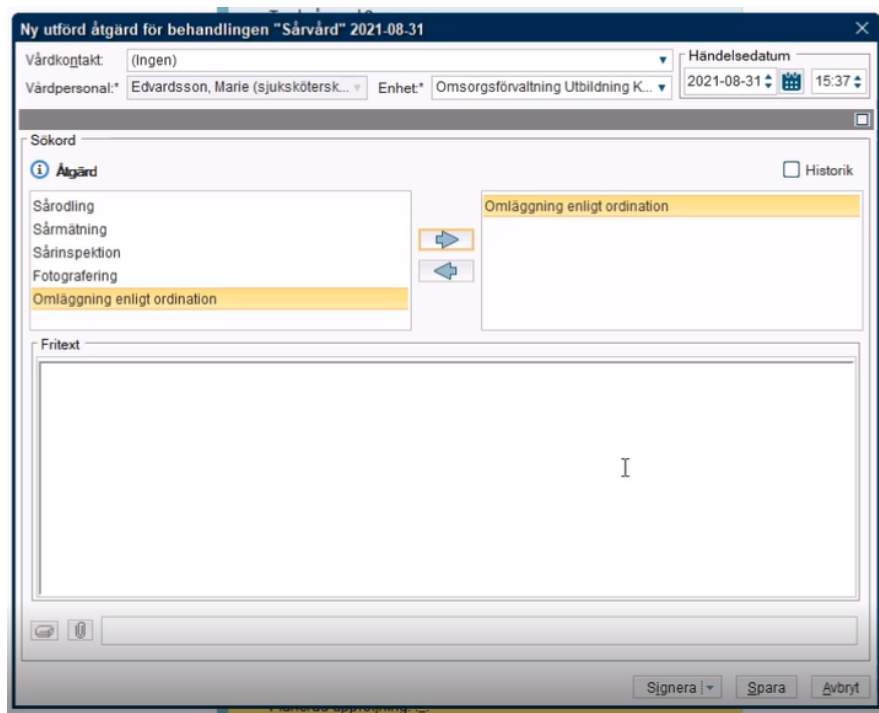 Ny utförd åtgärd för behandlingen "Sårvård" 2021-08-31
Vårdkontakt: (Ingen)
Händelsedatum
Vårdpersonal:* Edvardsson, Marie (sjukskötersk... Enhet:* Omsorgsförvaltning Utbildning K... 2021-08-31 15:37
Sökord
Åtgärd Historik
Sårodling Omläggning enligt ordination
Sårmätning
Sårinspektion
Fotografering
Omläggning enligt ordination
Fritext
Signera Spara Avbryt